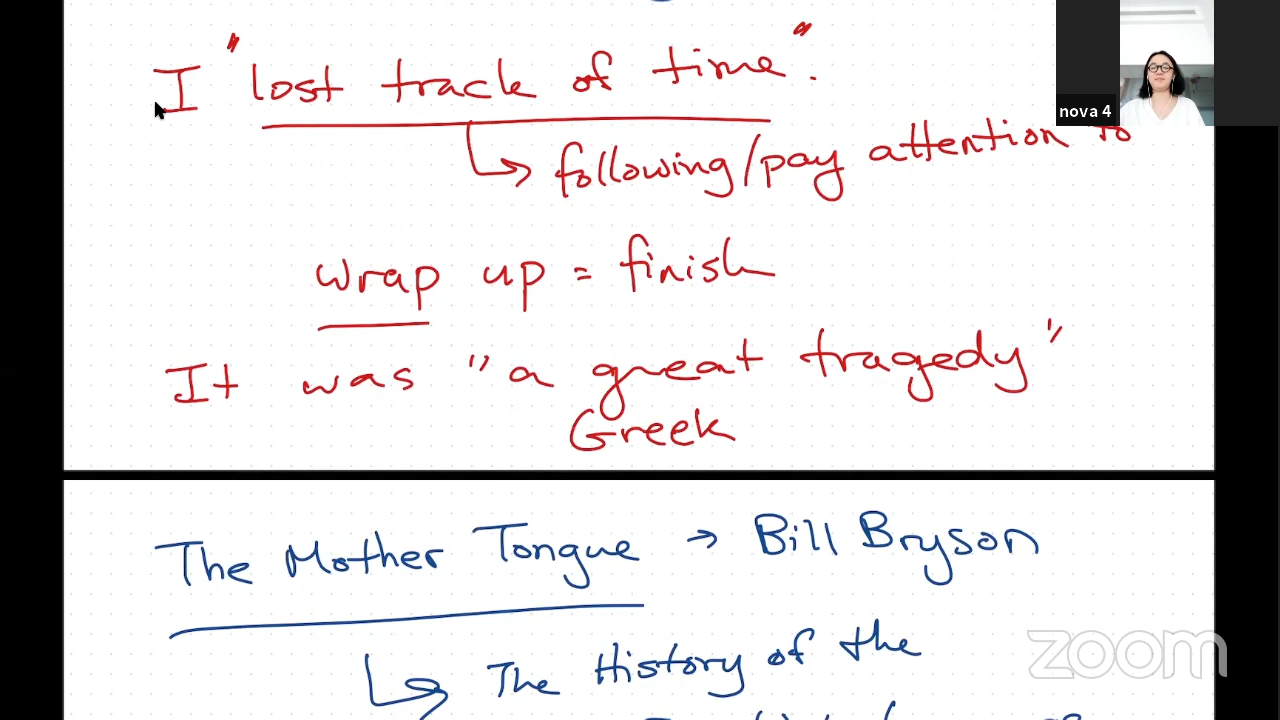 I "lost track of time".
nova 4
following/pay attention to
wrap up = finish
It was "a great tragedy"
Greek
The Mother Tongue → Bill Bryson
The History of the
zoom